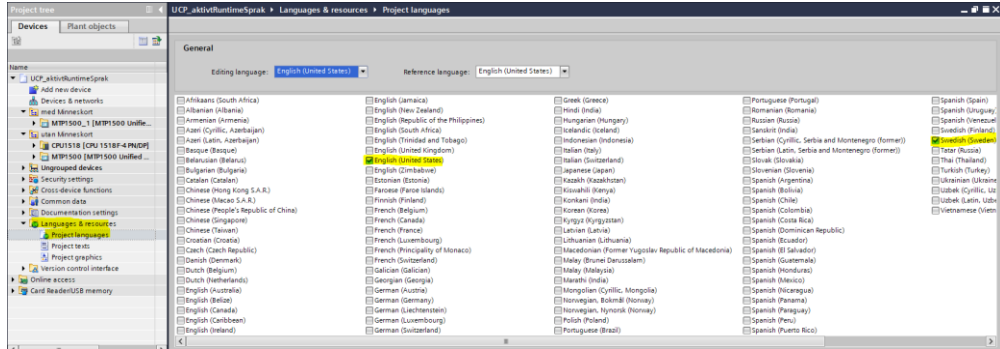 Project tree
UCP_aktivtRuntimeSprak ▸ Languages & resources ▸ Project languages
Devices
Plant objects
General
Editing language: English (United States)
Reference language: English (United States)
Name
UCP_aktivtRuntimeSprak
Add new device
Devices & networks
med Minneskort
MTP1500_1 [MTP1500 Unifie...
utan Minneskort
CPU1518 [CPU 1518F-4 PN/DP]
MTP1500 [MTP1500 Unified ...
Ungrouped devices
Security settings
Cross-device functions
Common data
Documentation settings
Languages & resources
Project languages
Project texts
Project graphics
Version control interface
Online access
Card Reader/USB memory
Afrikaans (South Africa)
Albanian (Albania)
Armenian (Armenia)
Azeri (Cyrillic, Azerbaijan)
Azeri (Latin, Azerbaijan)
Basque (Basque)
Belarusian (Belarus)
Bulgarian (Bulgaria)
Catalan (Catalan)
Chinese (Hong Kong S.A.R.)
Chinese (Macao S.A.R.)
Chinese (People's Republic of China)
Chinese (Singapore)
Chinese (Taiwan)
Croatian (Croatia)
Czech (Czech Republic)
Danish (Denmark)
Dutch (Belgium)
Dutch (Netherlands)
English (Australia)
English (Belize)
English (Canada)
English (Caribbean)
English (Ireland)
English (Jamaica)
English (New Zealand)
English (Republic of the Philippines)
English (South Africa)
English (Trinidad and Tobago)
English (United Kingdom)
English (United States)
English (Zimbabwe)
Estonian (Estonia)
Faroese (Faroe Islands)
Finnish (Finland)
French (Belgium)
French (Canada)
French (France)
French (Luxembourg)
French (Principality of Monaco)
French (Switzerland)
Galician (Galician)
Georgian (Georgia)
German (Austria)
German (Germany)
German (Liechtenstein)
German (Luxembourg)
German (Switzerland)
Greek (Greece)
Hindi (India)
Hungarian (Hungary)
Icelandic (Iceland)
Indonesian (Indonesia)
Italian (Italy)
Italian (Switzerland)
Japanese (Japan)
Kazakh (Kazakhstan)
Kiswahili (Kenya)
Konkani (India)
Korean (Korea)
Kyrgyz (Kyrgyzstan)
Latvian (Latvia)
Lithuanian (Lithuania)
Macedonian (Former Yugoslav Republic of Macedonia)
Malay (Brunei Darussalam)
Malay (Malaysia)
Marathi (India)
Mongolian (Cyrillic, Mongolia)
Norwegian, Bokmål (Norway)
Norwegian, Nynorsk (Norway)
Polish (Poland)
Portuguese (Brazil)
Portuguese (Portugal)
Romanian (Romania)
Russian (Russia)
Sanskrit (India)
Serbian (Cyrillic, Serbia and Montenegro (former))
Serbian (Latin, Serbia and Montenegro (former))
Slovak (Slovakia)
Slovenian (Slovenia)
Spanish (Argentina)
Spanish (Bolivia)
Spanish (Chile)
Spanish (Colombia)
Spanish (Costa Rica)
Spanish (Dominican Republic)
Spanish (Ecuador)
Spanish (El Salvador)
Spanish (Guatemala)
Spanish (Honduras)
Spanish (Mexico)
Spanish (Nicaragua)
Spanish (Panama)
Spanish (Paraguay)
Spanish (Peru)
Spanish (Puerto Rico)
Spanish (Spain)
Spanish (Uruguay)
Spanish (Venezuel
Swedish (Finland)
Swedish (Sweden)
Tatar (Russia)
Thai (Thailand)
Turkish (Turkey)
Ukrainian (Ukraine
Uzbek (Cyrillic, Uz
Uzbek (Latin, Uzbe
Vietnamese (Vietn